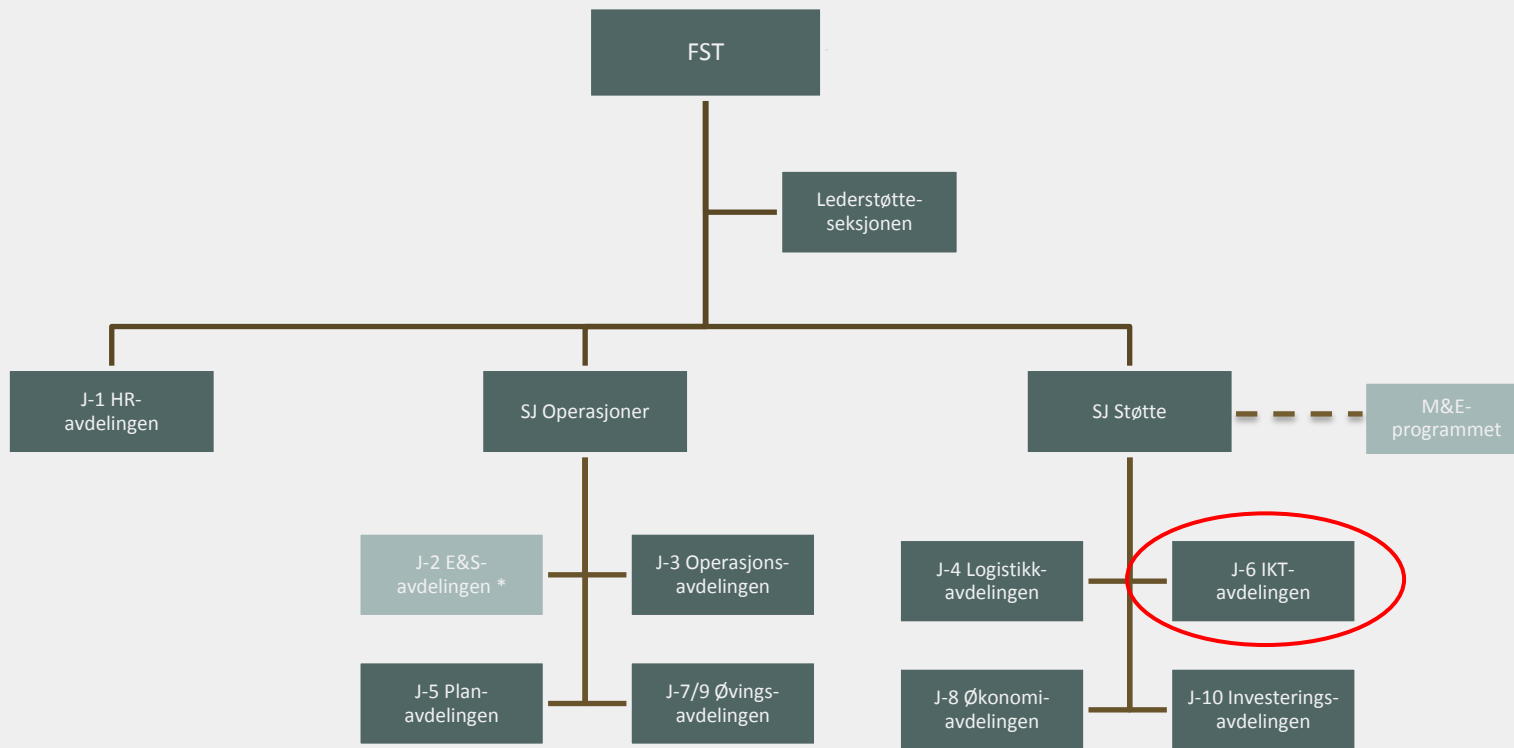 FST
Lederstøtte-
seksjonen
J-1 HR-
avdelingen
SJ Operasjoner
SJ Støtte
M&E-
programmet
J-2 E&S-
avdelingen *
J-3 Operasjons-
avdelingen
J-4 Logistikk-
avdelingen
J-6 IKT-
avdelingen
J-5 Plan-
avdelingen
J-7/9 Øvings-
avdelingen
J-8 Økonomi-
avdelingen
J-10 Investerings-
avdelingen